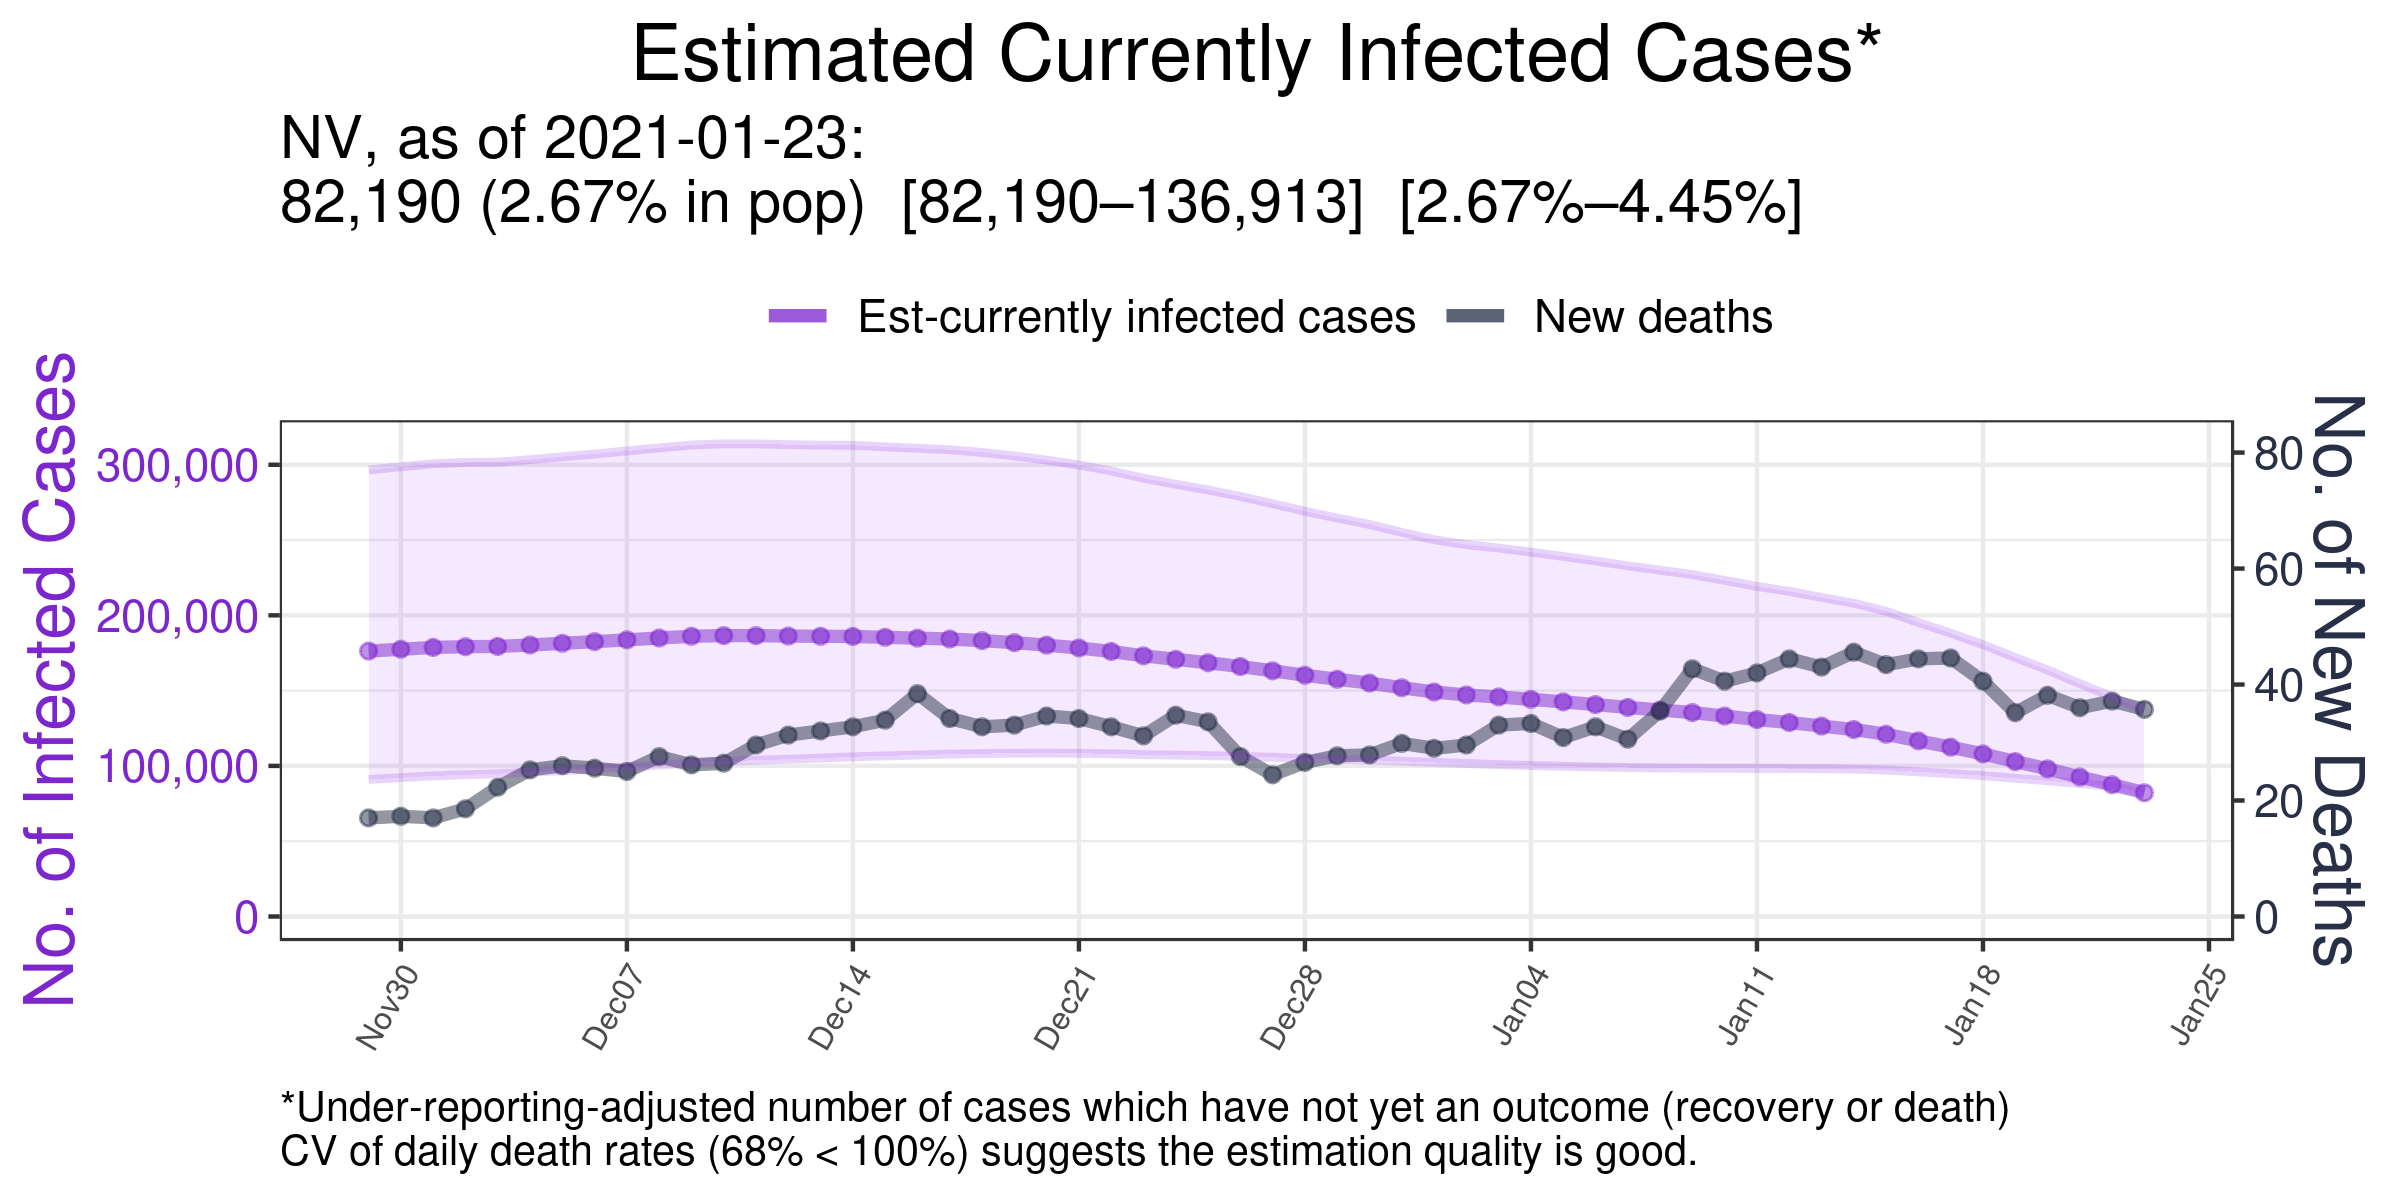 Estimated Currently Infected Cases*
NV, as of 2021-01-23:
82,190 (2.67% in pop)  [82,190–136,913]  [2.67%–4.45%]
Est-currently infected cases
New deaths
No. of Infected Cases
300,000
200,000
100,000
0
No. of New Deaths
80
60
40
20
0
Nov30
Dec07
Dec14
Dec21
Dec28
Jan04
Jan11
Jan18
Jan25
*Under-reporting-adjusted number of cases which have not yet an outcome (recovery or death)
CV of daily death rates (68% < 100%) suggests the estimation quality is good.